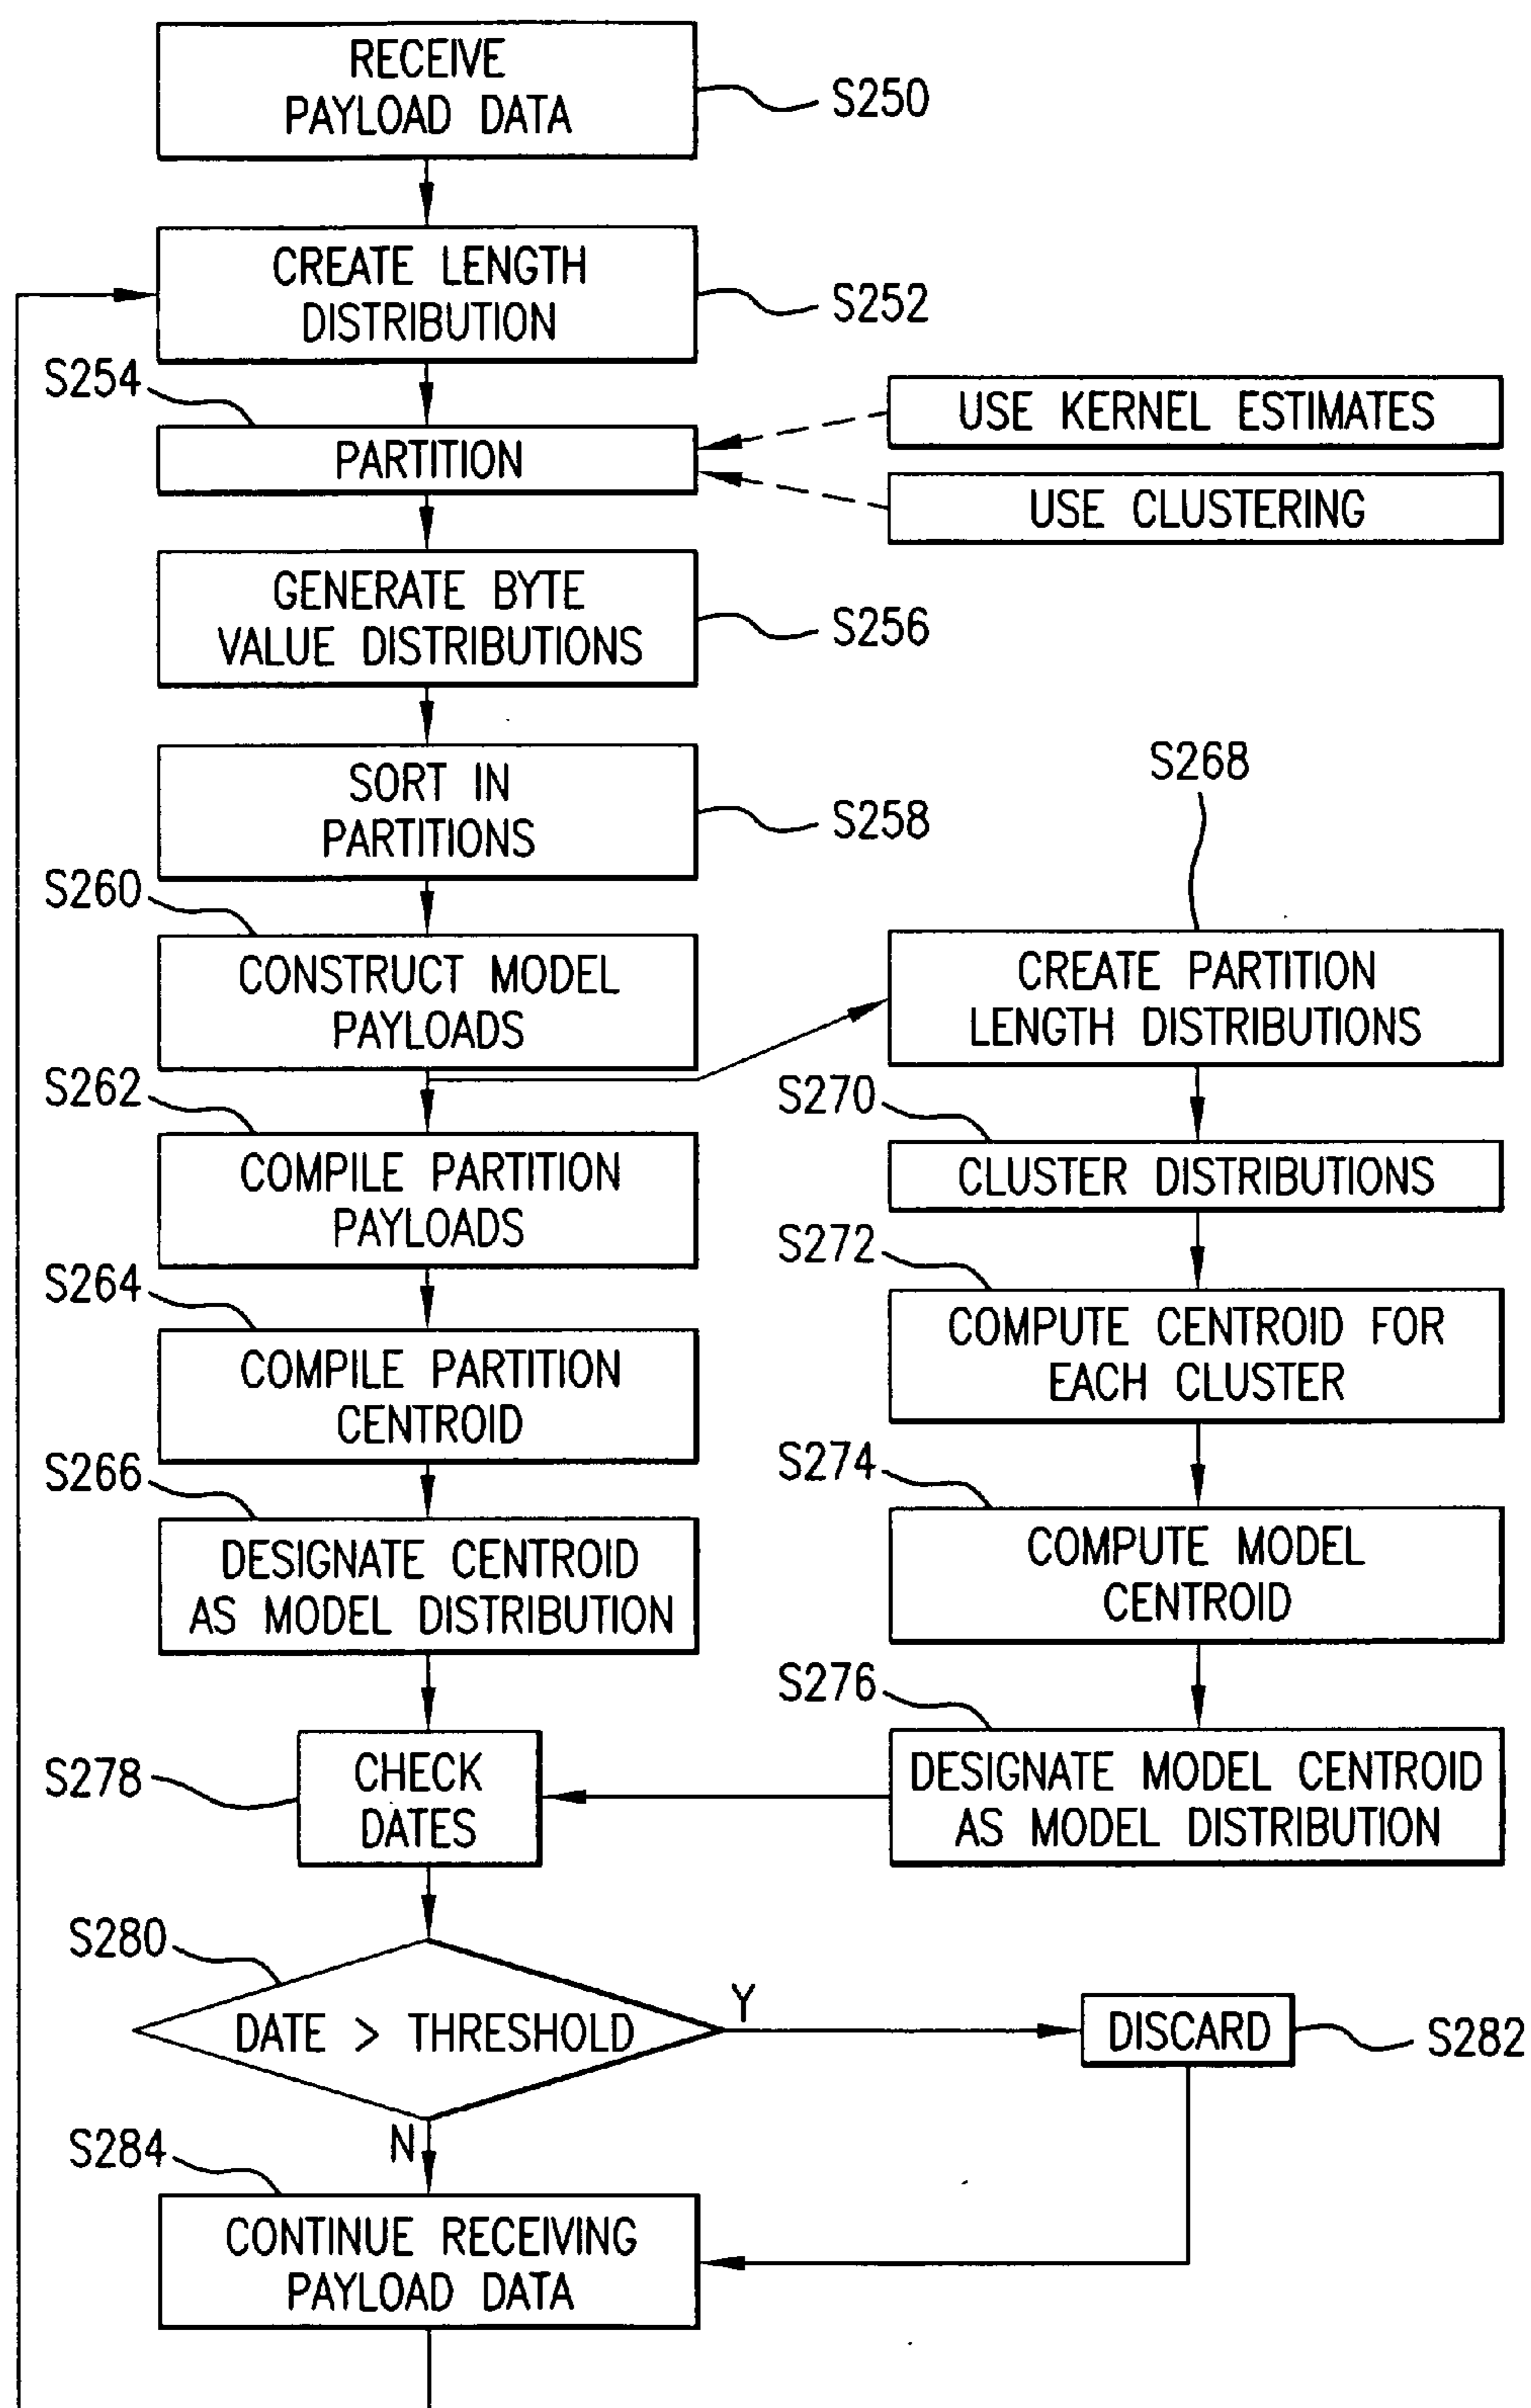 RECEIVE
PAYLOAD DATA
S250
CREATE LENGTH
DISTRIBUTION
S252
S254
PARTITION
USE KERNEL ESTIMATES
USE CLUSTERING
GENERATE BYTE
VALUE DISTRIBUTIONS
S256
SORT IN
PARTITIONS
S258
S260
CONSTRUCT MODEL
PAYLOADS
S262
COMPILE PARTITION
PAYLOADS
S264
COMPILE PARTITION
CENTROID
S266
DESIGNATE CENTROID
AS MODEL DISTRIBUTION
S268
CREATE PARTITION
LENGTH DISTRIBUTIONS
S270
CLUSTER DISTRIBUTIONS
S272
COMPUTE CENTROID FOR
EACH CLUSTER
S274
COMPUTE MODEL
CENTROID
S276
DESIGNATE MODEL CENTROID
AS MODEL DISTRIBUTION
S278
CHECK
DATES
S280
DATE > THRESHOLD
Y
DISCARD
S282
N
S284
CONTINUE RECEIVING
PAYLOAD DATA